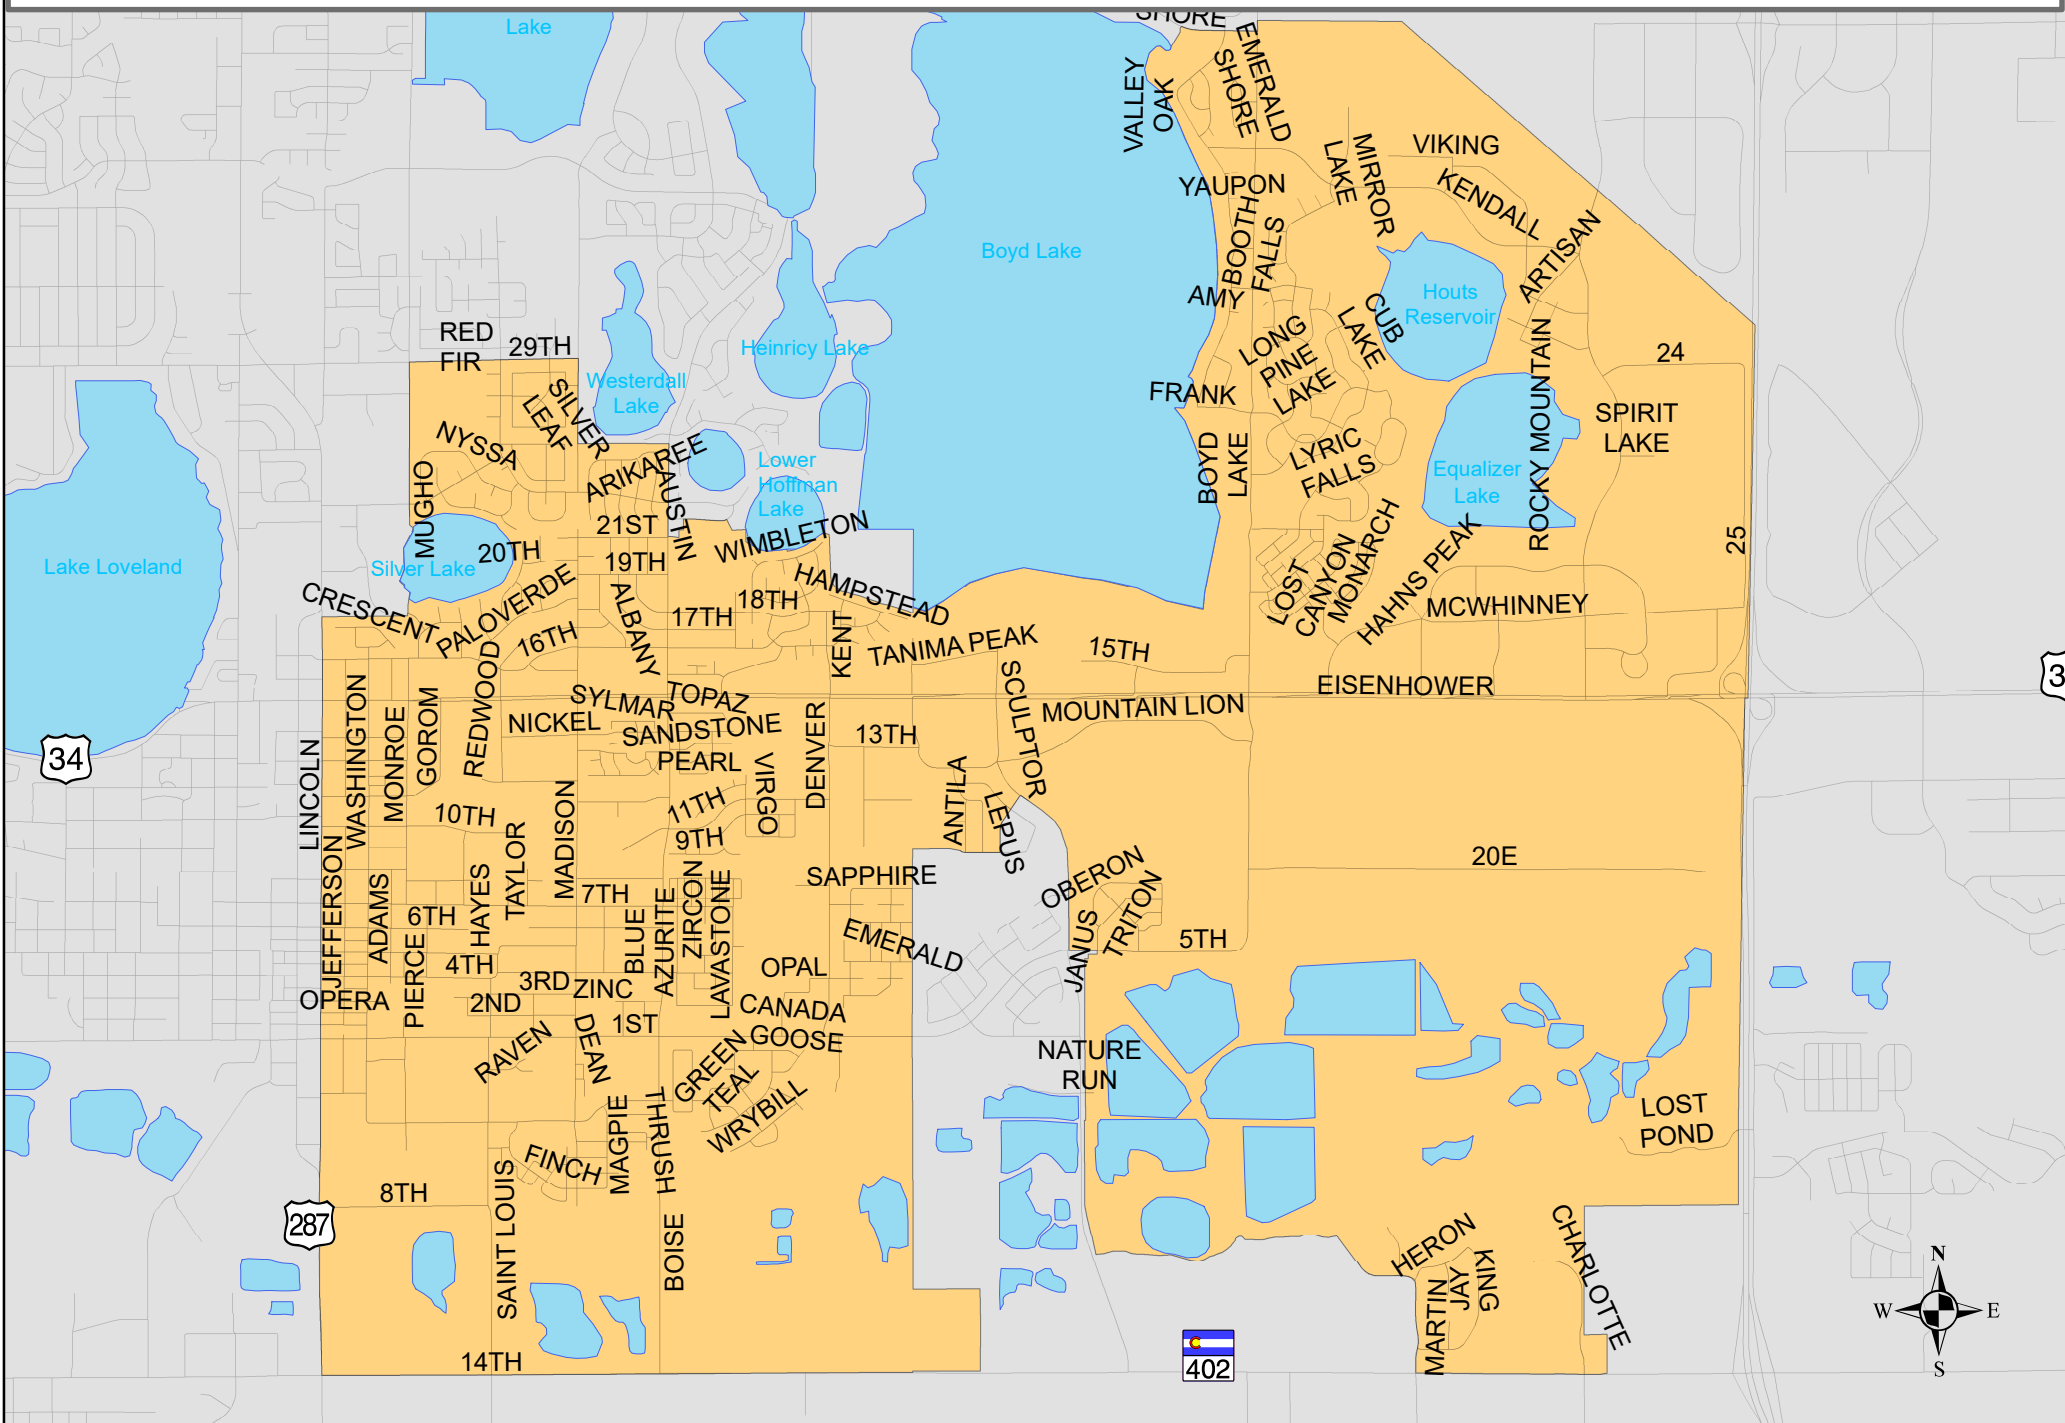 Lake
SHORE
EMERALD
SHORE
VALLEY
OAK
MIRROR
LAKE
VIKING
KENDALL
YAUPON
ARTISAN
BOOTH
FALLS
Boyd Lake
AMY
Houts
Reservoir
CUB
LAKE
RED
FIR
29TH
Heinricy Lake
LONG
PINE
LAKE
24
ROCKY MOUNTAIN
Westerdall
Lake
SILVER
LEAF
FRANK
SPIRIT
LAKE
NYSSA
ARIKAREE
Lower
Hoffman
Lake
BOYD
LAKE
LYRIC
FALLS
Equalizer
Lake
MUGHO
AUSTIN
21ST
WIMBLETON
25
20TH
19TH
Lake Loveland
Silver Lake
LOST
CANYON
MONARCH
HAHNS PEAK
CRESCENT
PALOVERDE
ALBANY
18TH
HAMPSTEAD
17TH
MCWHINNEY
16TH
KENT
TANIMA PEAK
15TH
REDWOOD
SCULPTOR
EISENHOWER
3
SYLMAR
TOPAZ
MOUNTAIN LION
WASHINGTON
MONROE
GOROM
NICKEL
SANDSTONE
DENVER
13TH
34
LINCOLN
PEARL
VIRGO
10TH
MADISON
11TH
ANTILA
LEPUS
9TH
JEFFERSON
TAYLOR
HAYES
20E
OBERON
ADAMS
SAPPHIRE
7TH
ZIRCON
LAVASTONE
AZURITE
TRITON
6TH
BLUE
EMERALD
JANUS
5TH
PIERCE
4TH
OPAL
3RD
ZINC
OPERA
2ND
CANADA
GOOSE
1ST
DEAN
RAVEN
GREEN
TEAL
NATURE
RUN
WRYBILL
MAGPIE
THRUSH
LOST
POND
FINCH
8TH
SAINT LOUIS
287
BOISE
HERON
CHARLOTTE
KING
JAY
MARTIN
14TH
402
N
W
E
S